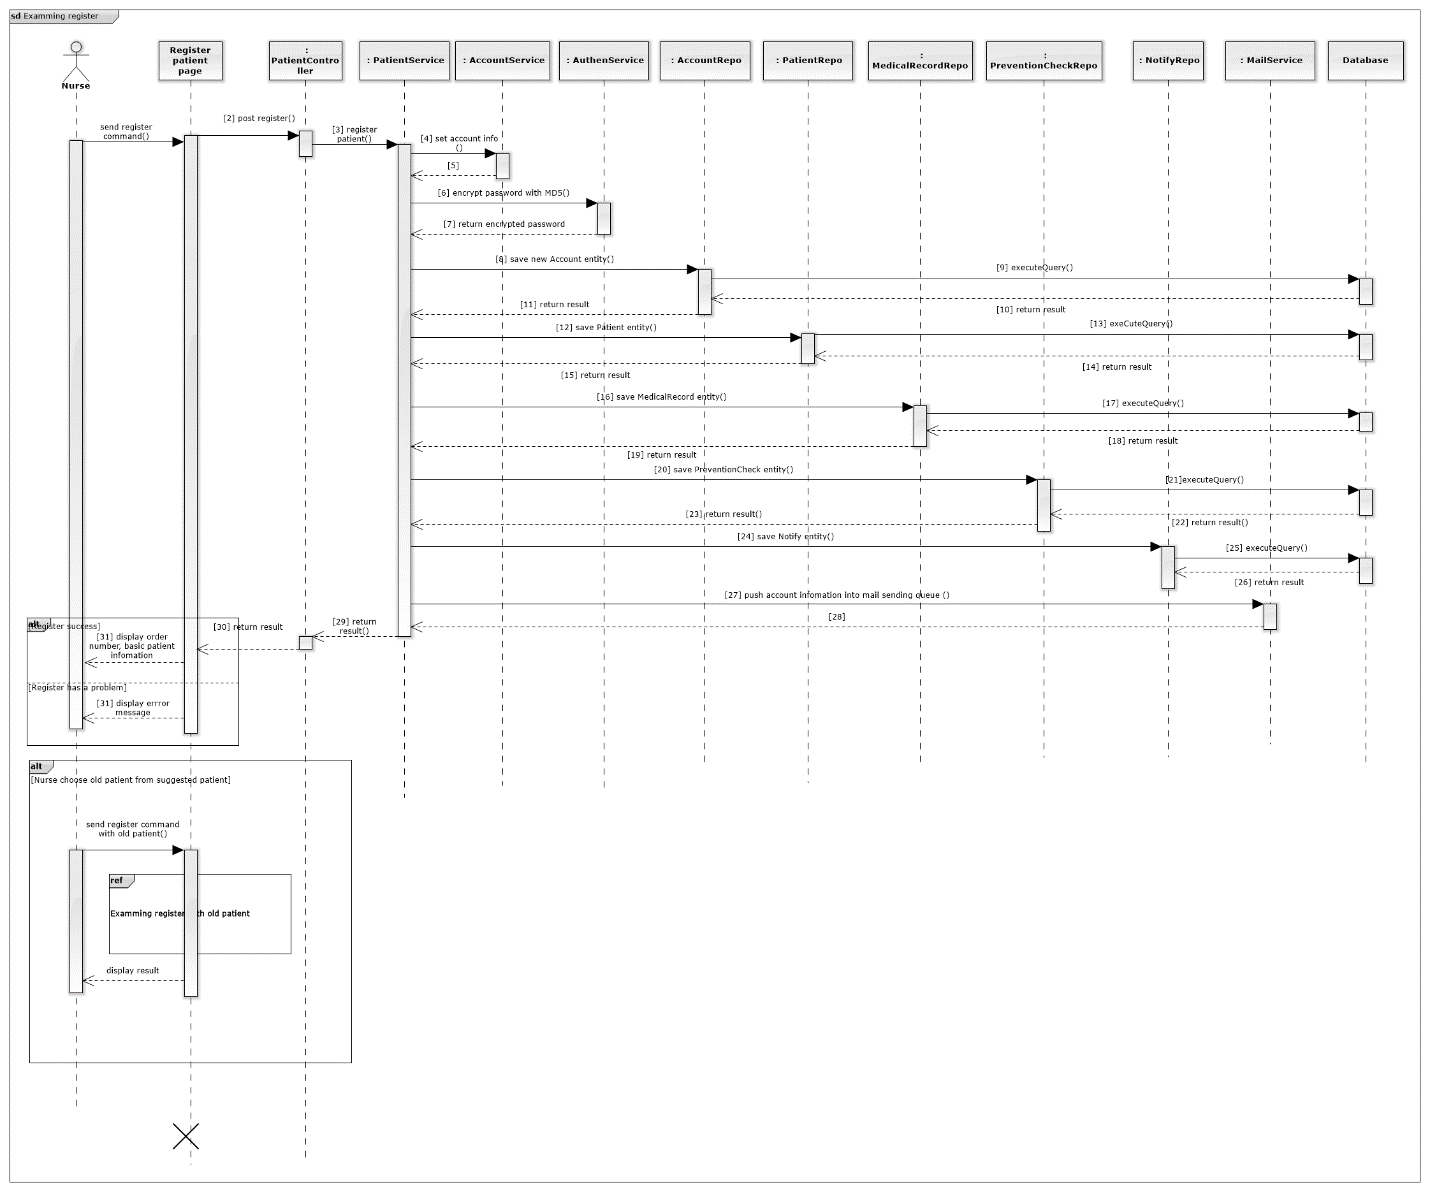 sd Examming register
Nurse
Register
patient
page
:
PatientContro
ller
: PatientService
: AccountService
: AuthenService
: AccountRepo
: PatientRepo
:
MedicalRecordRepo
:
PreventionCheckRepo
: NotifyRepo
: MailService
Database
send register
command()
[2] post register()
[3] register
patient()
[4] set account info
()
[5]
[6] encrypt password with MD5()
[7] return encrypted password
[8] save new Account entity()
[9] executeQuery()
[10] return result
[11] return result
[12] save Patient entity()
[13] exeCuteQuery()
[14] return result
[15] return result
[16] save MedicalRecord entity()
[17] executeQuery()
[18] return result
[19] return result
[20] save PreventionCheck entity()
[21]executeQuery()
[22] return result()
[23] return result()
[24] save Notify entity()
[25] executeQuery()
[26] return result
[27] push account infomation into mail sending queue ()
[28]
[29] return
result()
[30] return result
alt
[Register success]
[31] display order
number, basic patient
infomation
[Register has a problem]
[31] display errror
message
alt
[Nurse choose old patient from suggested patient]
send register command
with old patient()
ref
Examming register with old patient
display result